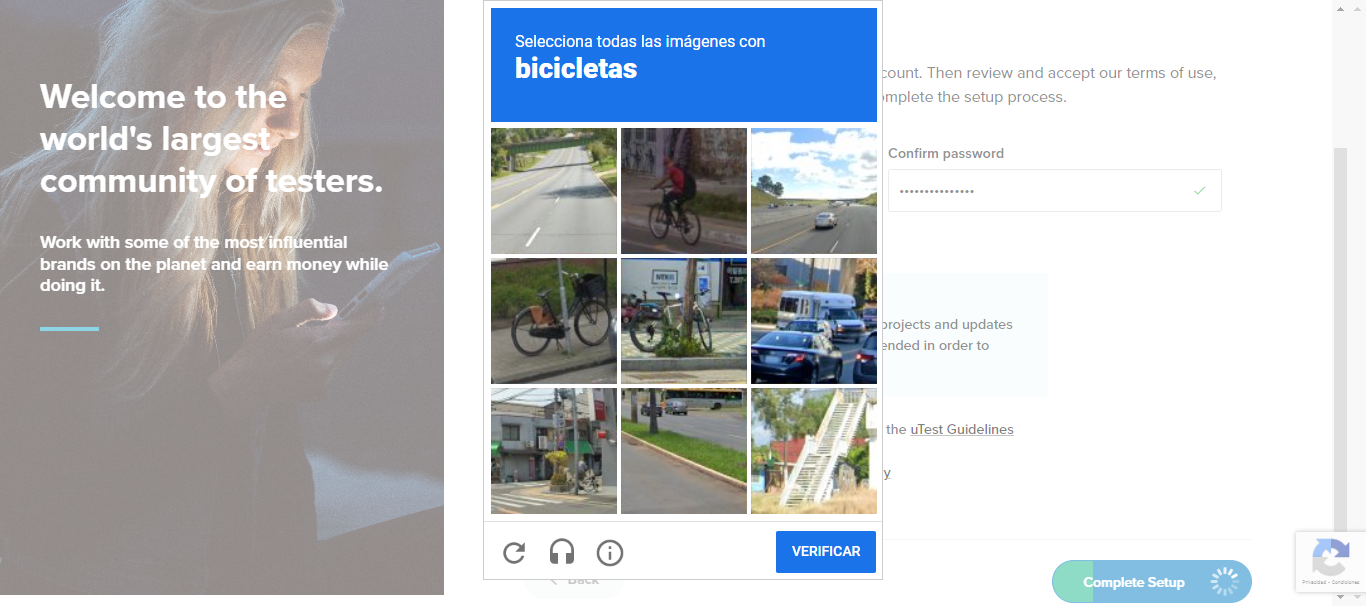 Welcome to the
world's largest
community of testers.
Work with some of the most influential
brands on the planet and earn money while
doing it.
Selecciona todas las imágenes con
bicicletas
VERIFICAR
count. Then review and accept our terms of use,
omplete the setup process.
Confirm password
•••••••••••••••
projects and updates
ended in order to
the uTest Guidelines
y
Back
Complete Setup
Privacidad - Condiciones